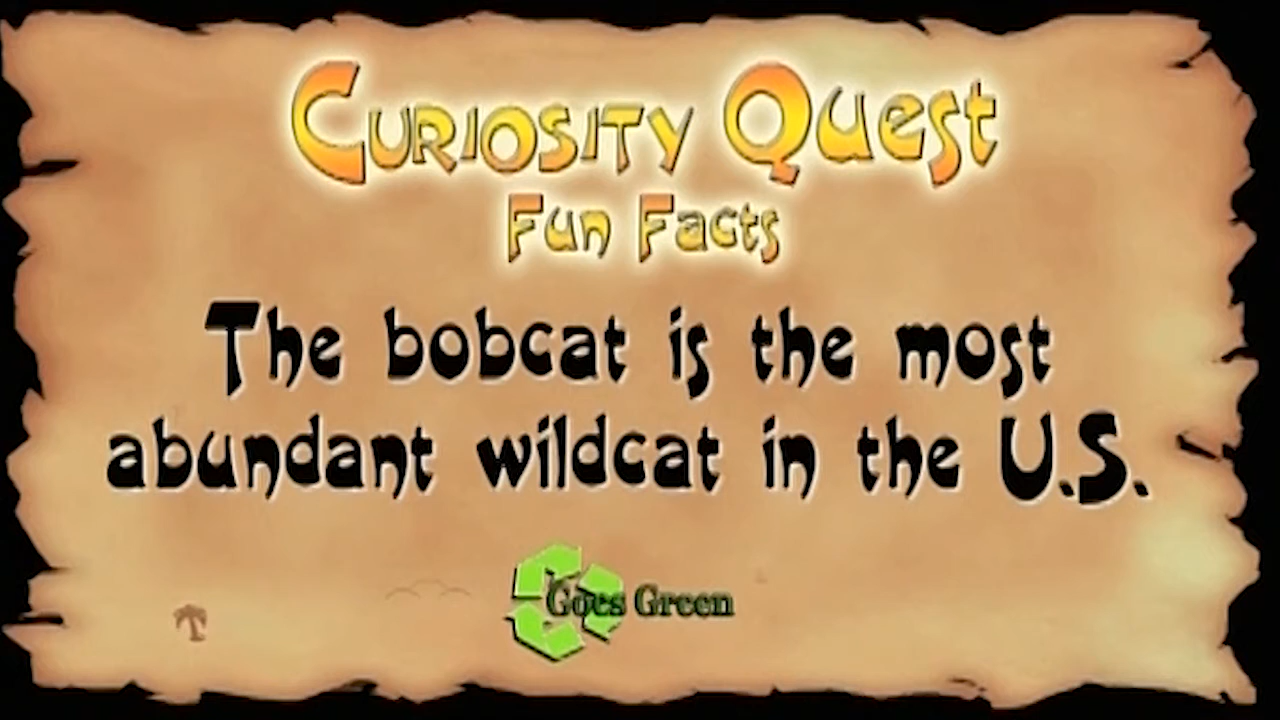 Curiosity Quest
Fun Facts
The bobcat is the most
abundant wildcat in the U.S.
Goes Green